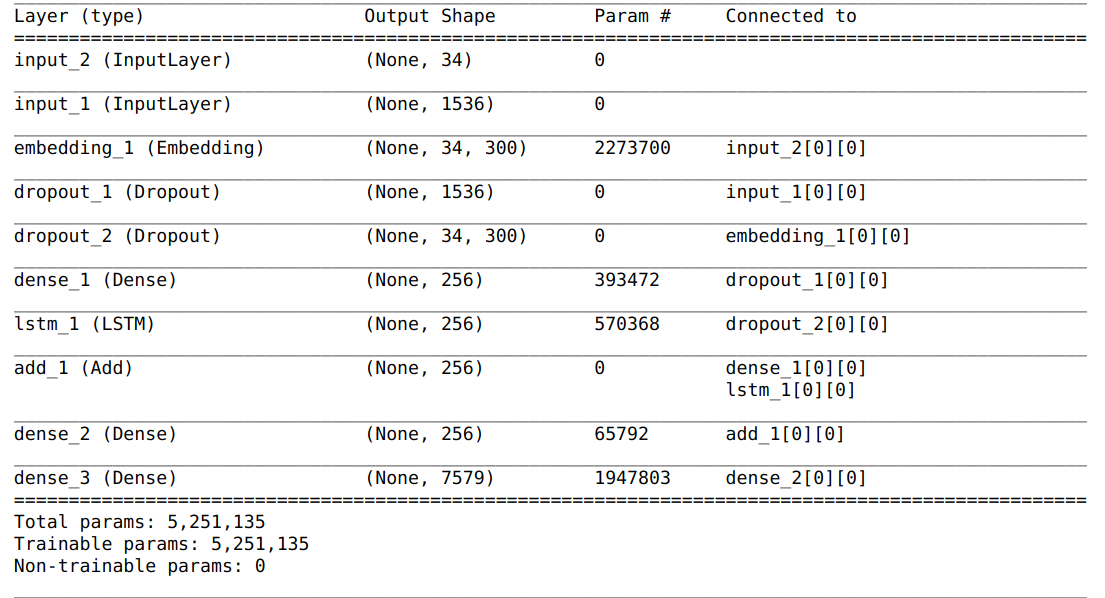 Layer (type) Output Shape Param # Connected to
==================================================================================================
input_2 (InputLayer) (None, 34) 0
input_1 (InputLayer) (None, 1536) 0
embedding_1 (Embedding) (None, 34, 300) 2273700 input_2[0][0]
dropout_1 (Dropout) (None, 1536) 0 input_1[0][0]
dropout_2 (Dropout) (None, 34, 300) 0 embedding_1[0][0]
dense_1 (Dense) (None, 256) 393472 dropout_1[0][0]
lstm_1 (LSTM) (None, 256) 570368 dropout_2[0][0]
add_1 (Add) (None, 256) 0 dense_1[0][0]
lstm_1[0][0]
dense_2 (Dense) (None, 256) 65792 add_1[0][0]
dense_3 (Dense) (None, 7579) 1947803 dense_2[0][0]
==================================================================================================
Total params: 5,251,135
Trainable params: 5,251,135
Non-trainable params: 0